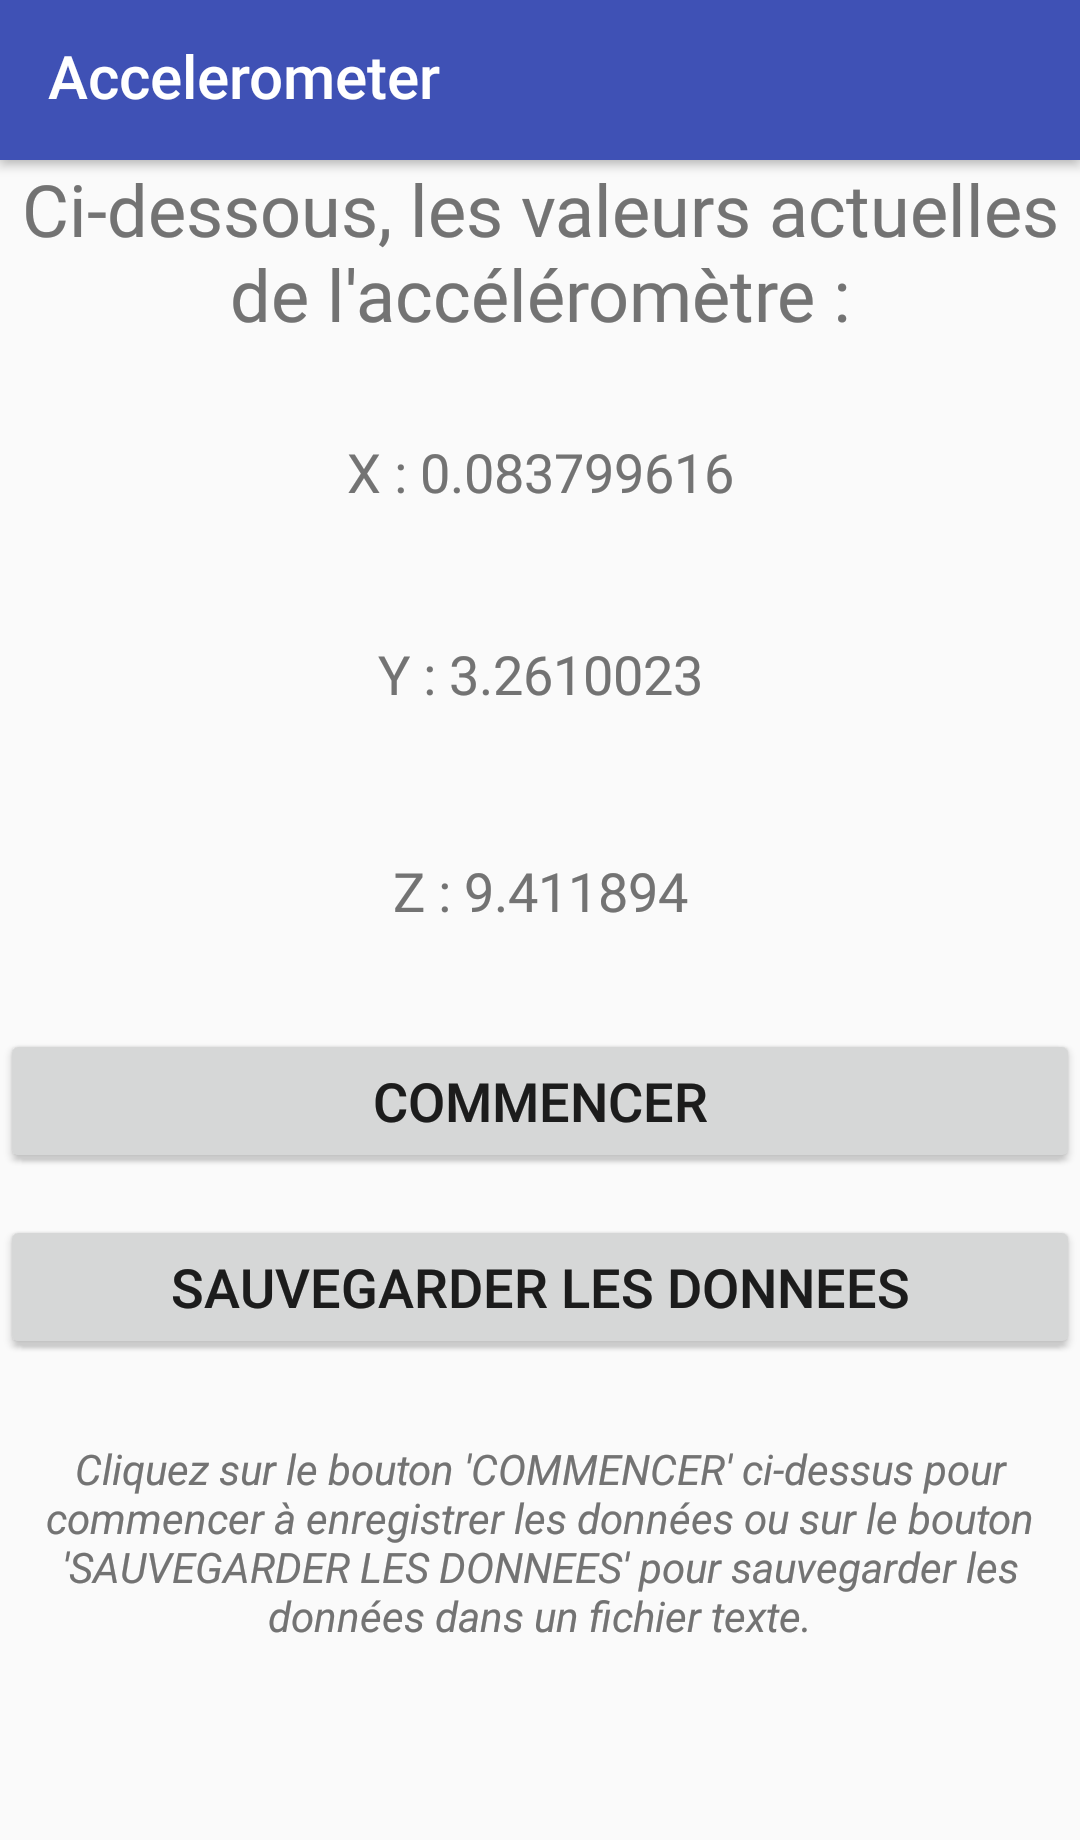 Accelerometer
Ci-dessous, les valeurs actuelles
de l'accéléromètre :
X : 0.083799616
Y : 3.2610023
Z : 9.411894
COMMENCER
SAUVEGARDER LES DONNEES
Cliquez sur le bouton 'COMMENCER' ci-dessus pour
commencer à enregistrer les données ou sur le bouton
'SAUVEGARDER LES DONNEES' pour sauvegarder les
données dans un fichier texte.